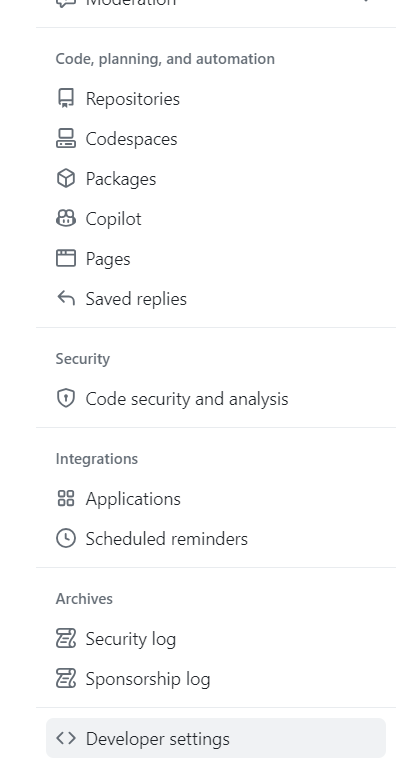 Moderation
Code, planning, and automation
Repositories
Codespaces
Packages
Copilot
Pages
Saved replies
Security
Code security and analysis
Integrations
Applications
Scheduled reminders
Archives
Security log
Sponsorship log
Developer settings